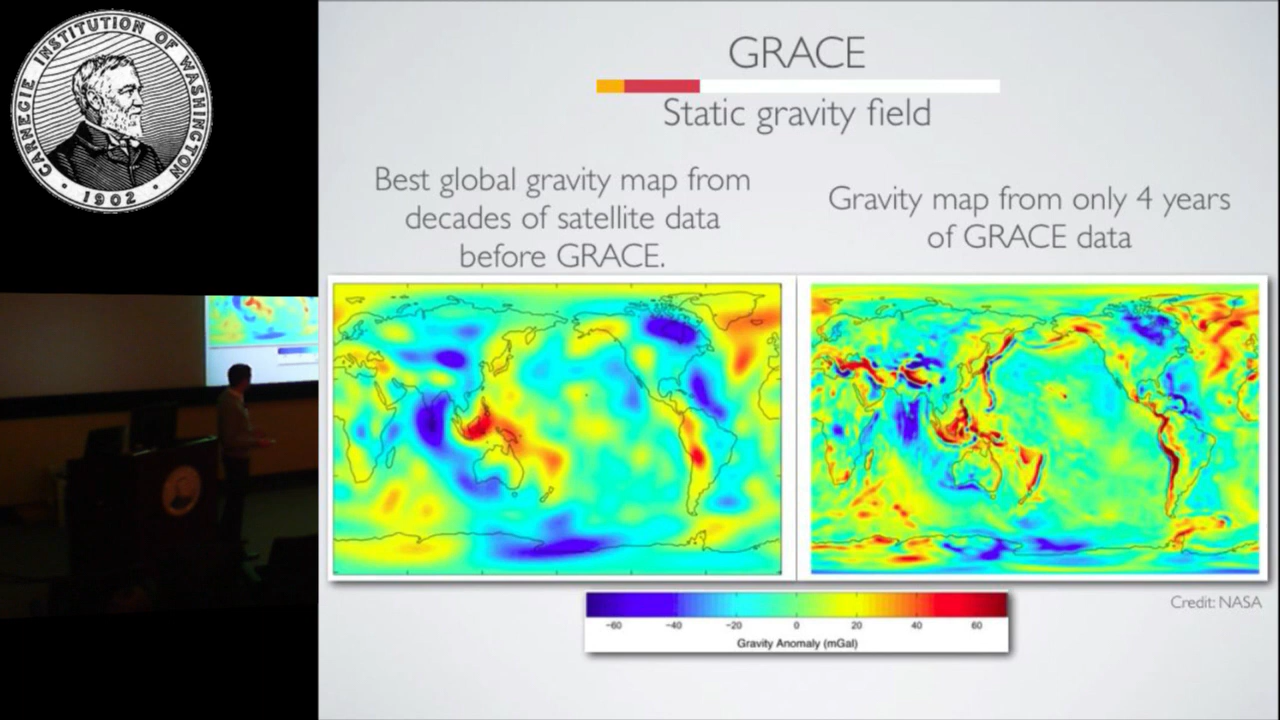 CARNEGIE INSTITUTION OF WASHINGTON
· 1902 ·
GRACE
Static gravity field
Best global gravity map from
decades of satellite data
before GRACE.
Gravity map from only 4 years
of GRACE data
Credit: NASA
−60 −40 −20 0 20 40 60
Gravity Anomaly (mGal)